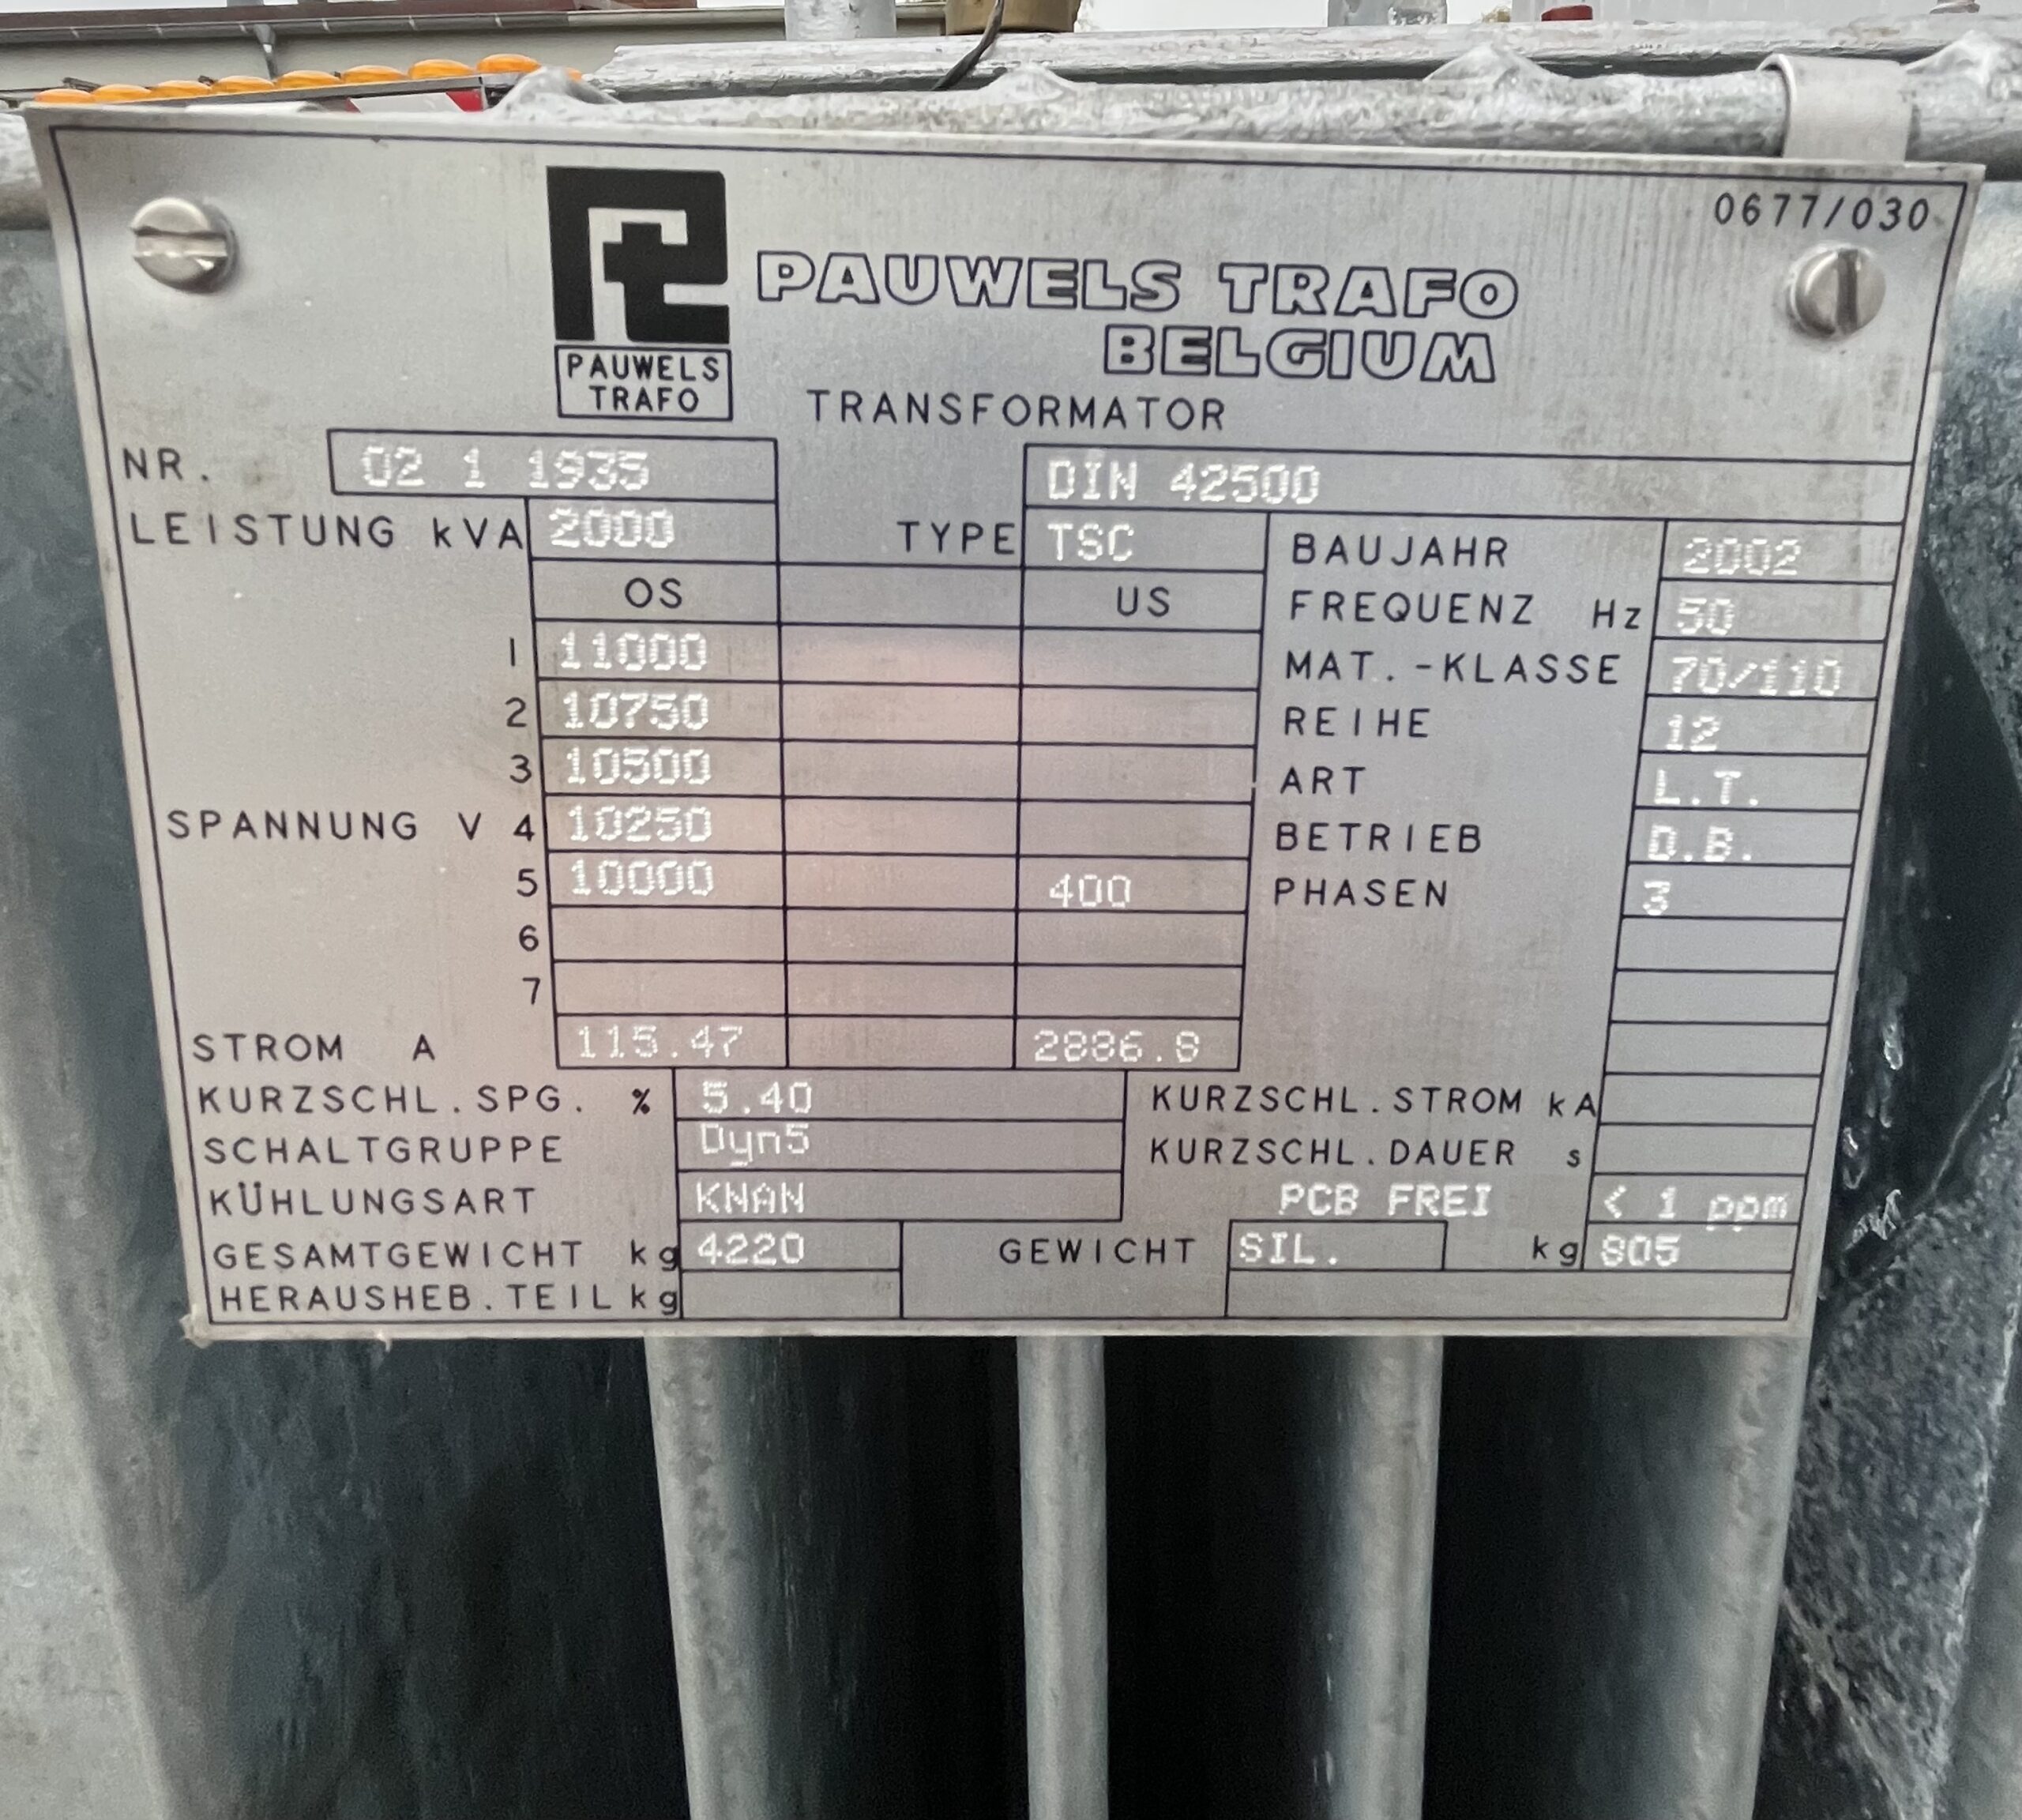 0677/030
PAUWELS TRAFO
BELGIUM
PAUWELS
TRAFO
TRANSFORMATOR
NR. 02 1 1935 DIN 42500
LEISTUNG kVA 2000 TYPE TSC BAUJAHR 2002
OS US FREQUENZ Hz 50
1 11000 MAT.-KLASSE 70/110
2 10750 REIHE 12
3 10500 ART L.T.
SPANNUNG V 4 10250 BETRIEB D.B.
5 10000 400 PHASEN 3
6
7
STROM A 115.47 2886.8
KURZSCHL.SPG. % 5.40 KURZSCHL.STROM kA
SCHALTGRUPPE Dyn5 KURZSCHL.DAUER s
KÜHLUNGSART KNAN PCB FREI < 1 ppm
GESAMTGEWICHT kg 4220 GEWICHT SIL. kg 805
HERAUSHEB.TEIL kg